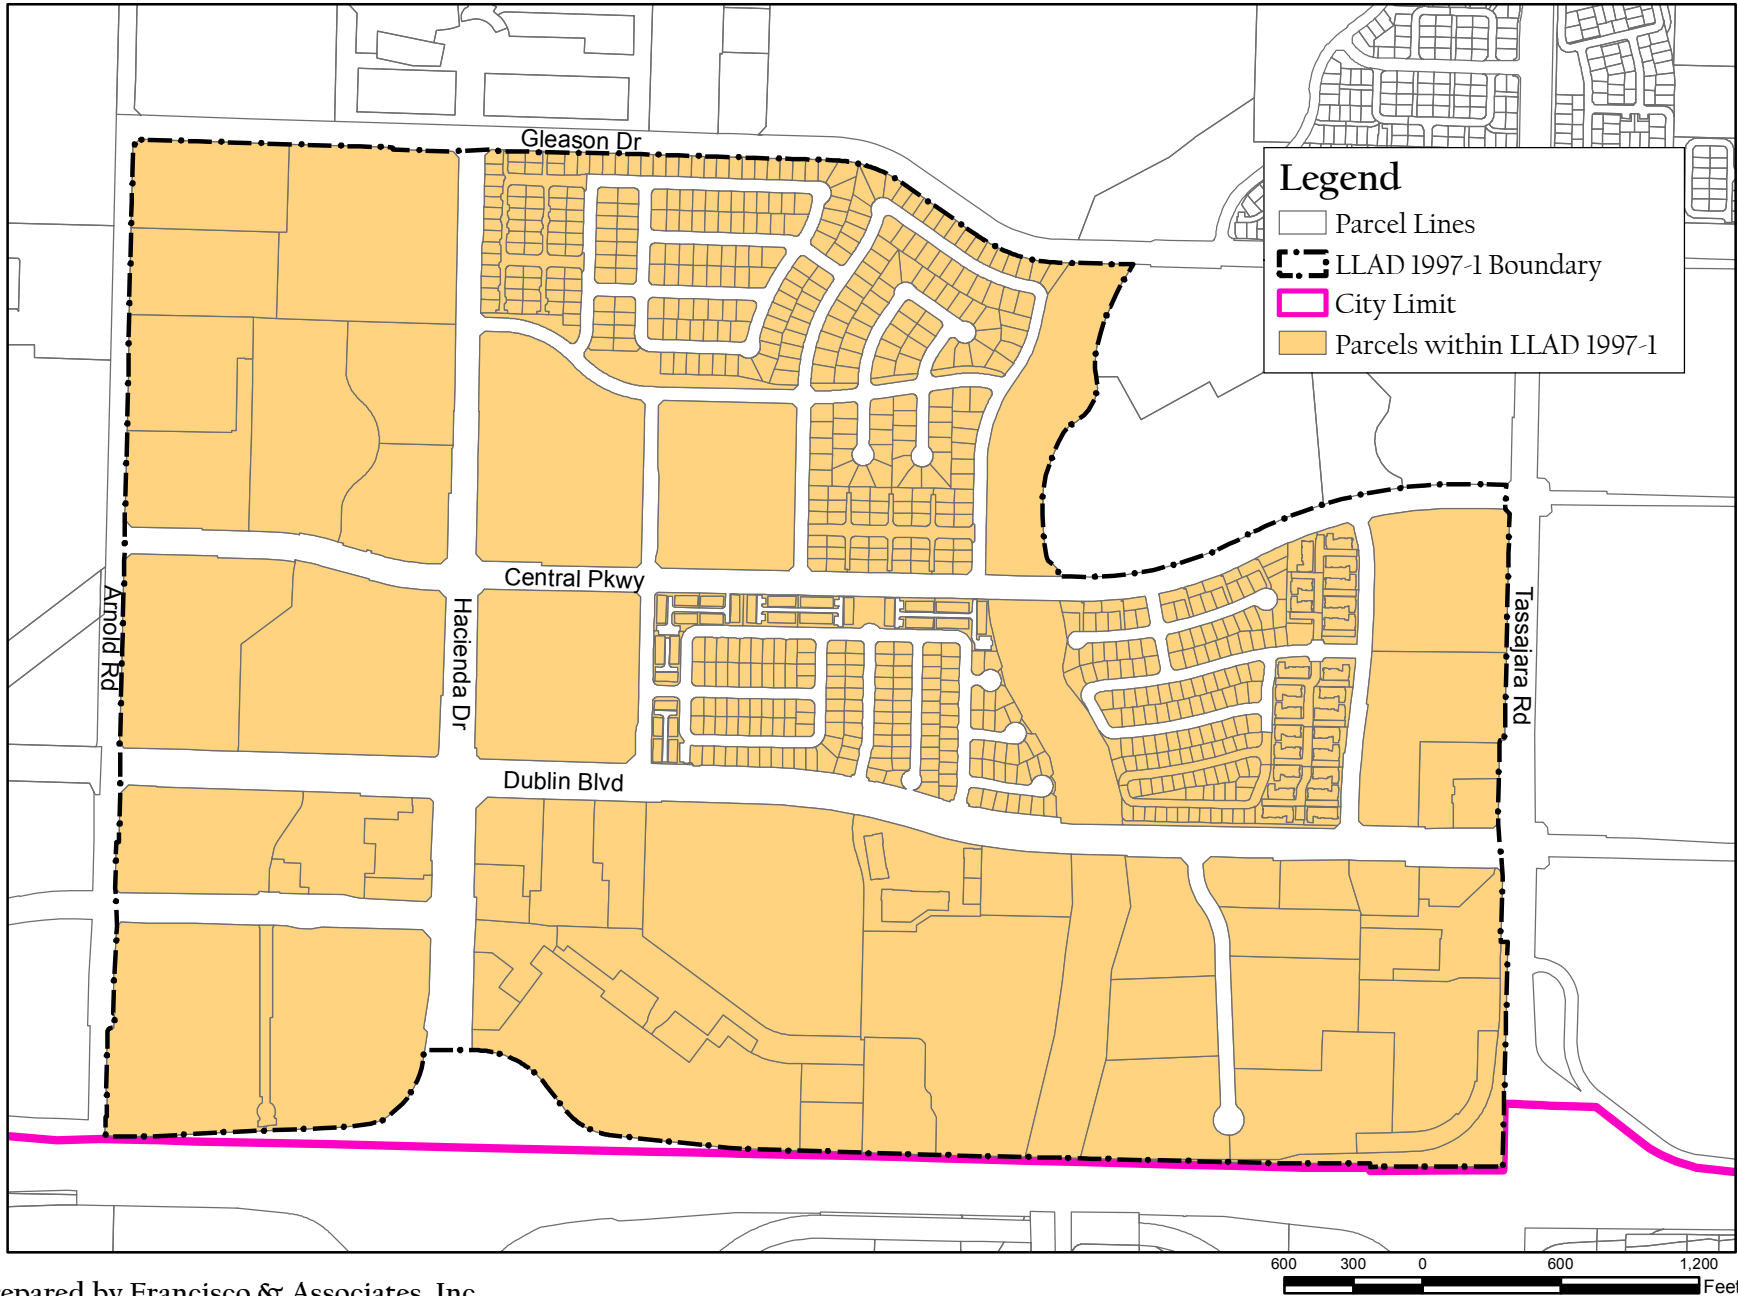 Gleason Dr
Legend
Parcel Lines
LLAD 1997-1 Boundary
City Limit
Parcels within LLAD 1997-1
Central Pkwy
Arnold Rd
Hacienda Dr
Tassajara Rd
Dublin Blvd
600 300 0 600 1,200
Feet
repared by Francisco & Associates, Inc